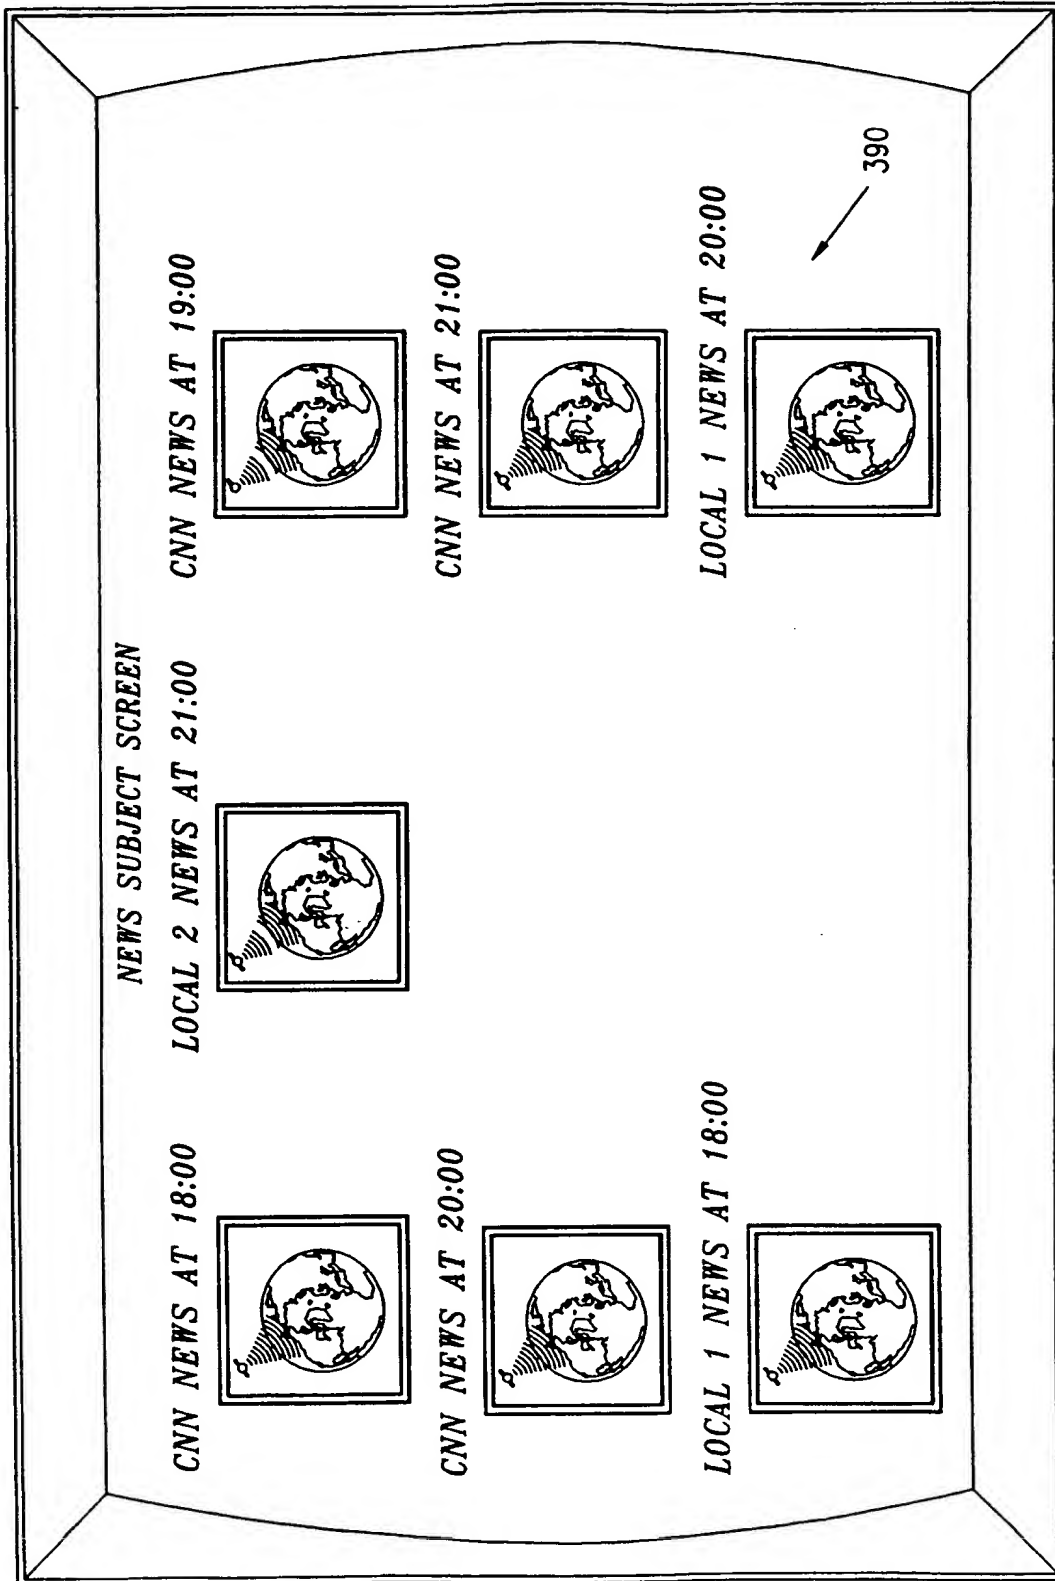 NEWS SUBJECT SCREEN
CNN NEWS AT 18:00
LOCAL 2 NEWS AT 21:00
CNN NEWS AT 19:00
CNN NEWS AT 20:00
CNN NEWS AT 21:00
LOCAL 1 NEWS AT 18:00
LOCAL 1 NEWS AT 20:00
390